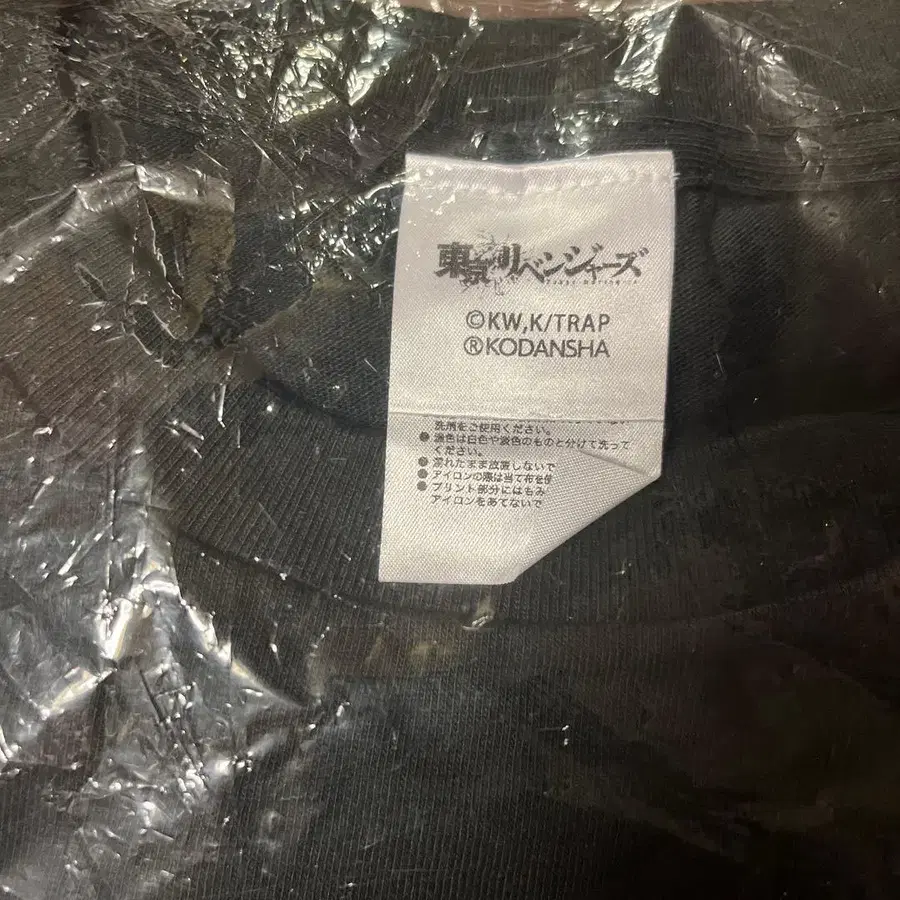 東京リベンジャーズ
©KW,K/TRAP
®KODANSHA
洗剤をご使用ください。
● 濃色は白色や淡色のものと分けて洗って
ください。
● 濡れたまま放置しないで
● アイロンの際は当て布を使
● プリント部分にはもみ
アイロンをあてないで